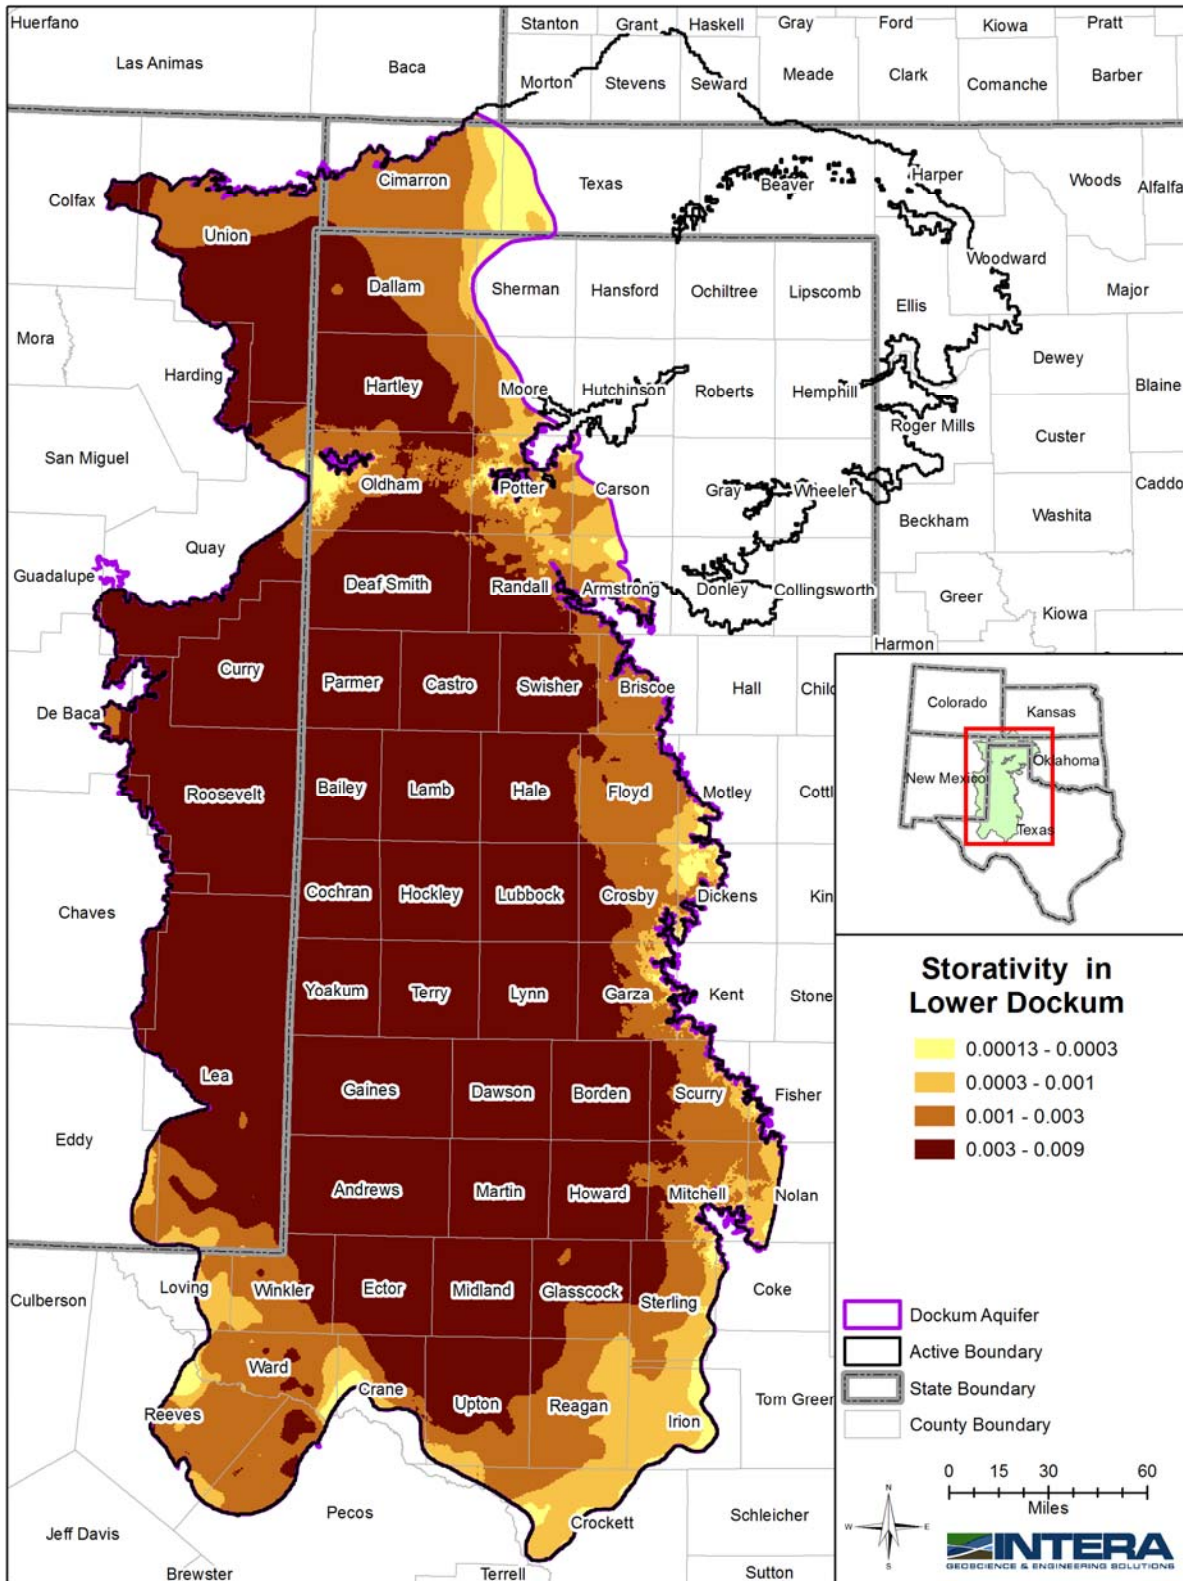 Huerfano
Stanton
Grant
Haskell
Gray
Ford
Kiowa
Pratt
Las Animas
Baca
Morton
Stevens
Seward
Meade
Clark
Comanche
Barber
Colfax
Union
Cimarron
Texas
Beaver
Harper
Woods
Alfalfa
Woodward
Mora
Harding
Dallam
Sherman
Hansford
Ochiltree
Lipscomb
Ellis
Major
Dewey
Hartley
Moore
Hutchinson
Roberts
Hemphill
Blaine
Roger Mills
San Miguel
Custer
Oldham
Potter
Carson
Gray
Wheeler
Caddo
Beckham
Washita
Quay
Guadalupe
Deaf Smith
Randall
Armstrong
Donley
Collingsworth
Greer
Kiowa
Harmon
Curry
Parmer
Castro
Swisher
Briscoe
Hall
Chil
De Baca
Roosevelt
Bailey
Lamb
Hale
Floyd
Motley
Cottl
Chaves
Cochran
Hockley
Lubbock
Crosby
Dickens
Kin
Yoakum
Terry
Lynn
Garza
Kent
Stone
Lea
Gaines
Dawson
Borden
Scurry
Fisher
Eddy
Andrews
Martin
Howard
Mitchell
Nolan
Culberson
Loving
Winkler
Ector
Midland
Glasscock
Sterling
Coke
Ward
Crane
Reeves
Upton
Reagan
Irion
Tom Green
Pecos
Crockett
Schleicher
Jeff Davis
Brewster
Terrell
Sutton
Colorado
Kansas
New Mexico
Oklahoma
Texas
Storativity in
Lower Dockum
0.00013 - 0.0003
0.0003 - 0.001
0.001 - 0.003
0.003 - 0.009
Dockum Aquifer
Active Boundary
State Boundary
County Boundary
0 15 30 60
Miles
N
W E
S
INTERA
GEOSCIENCE & ENGINEERING SOLUTIONS